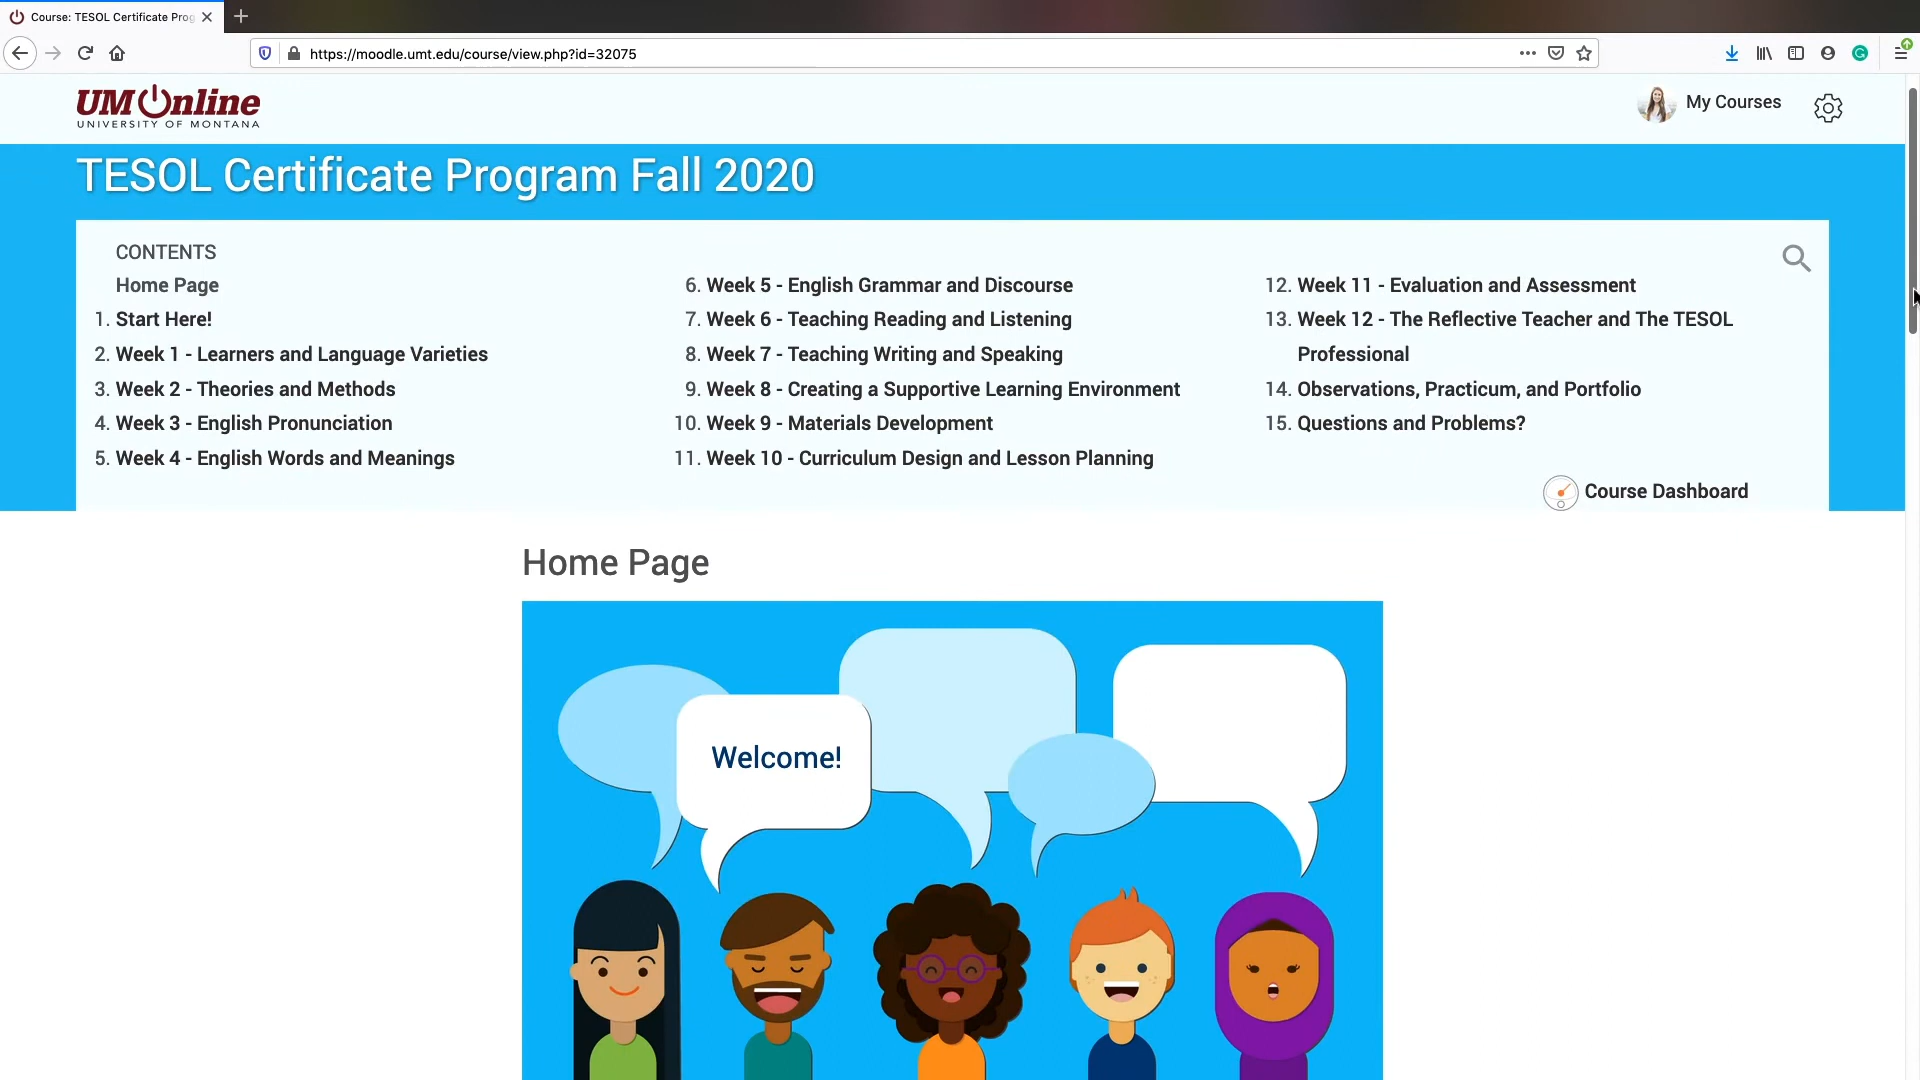 Course: TESOL Certificate Prog
https://moodle.umt.edu/course/view.php?id=32075
UMOnline
UNIVERSITY OF MONTANA
My Courses
TESOL Certificate Program Fall 2020
CONTENTS
Home Page
1. Start Here!
2. Week 1 - Learners and Language Varieties
3. Week 2 - Theories and Methods
4. Week 3 - English Pronunciation
5. Week 4 - English Words and Meanings
6. Week 5 - English Grammar and Discourse
7. Week 6 - Teaching Reading and Listening
8. Week 7 - Teaching Writing and Speaking
9. Week 8 - Creating a Supportive Learning Environment
10. Week 9 - Materials Development
11. Week 10 - Curriculum Design and Lesson Planning
12. Week 11 - Evaluation and Assessment
13. Week 12 - The Reflective Teacher and The TESOL
Professional
14. Observations, Practicum, and Portfolio
15. Questions and Problems?
Course Dashboard
Home Page
Welcome!